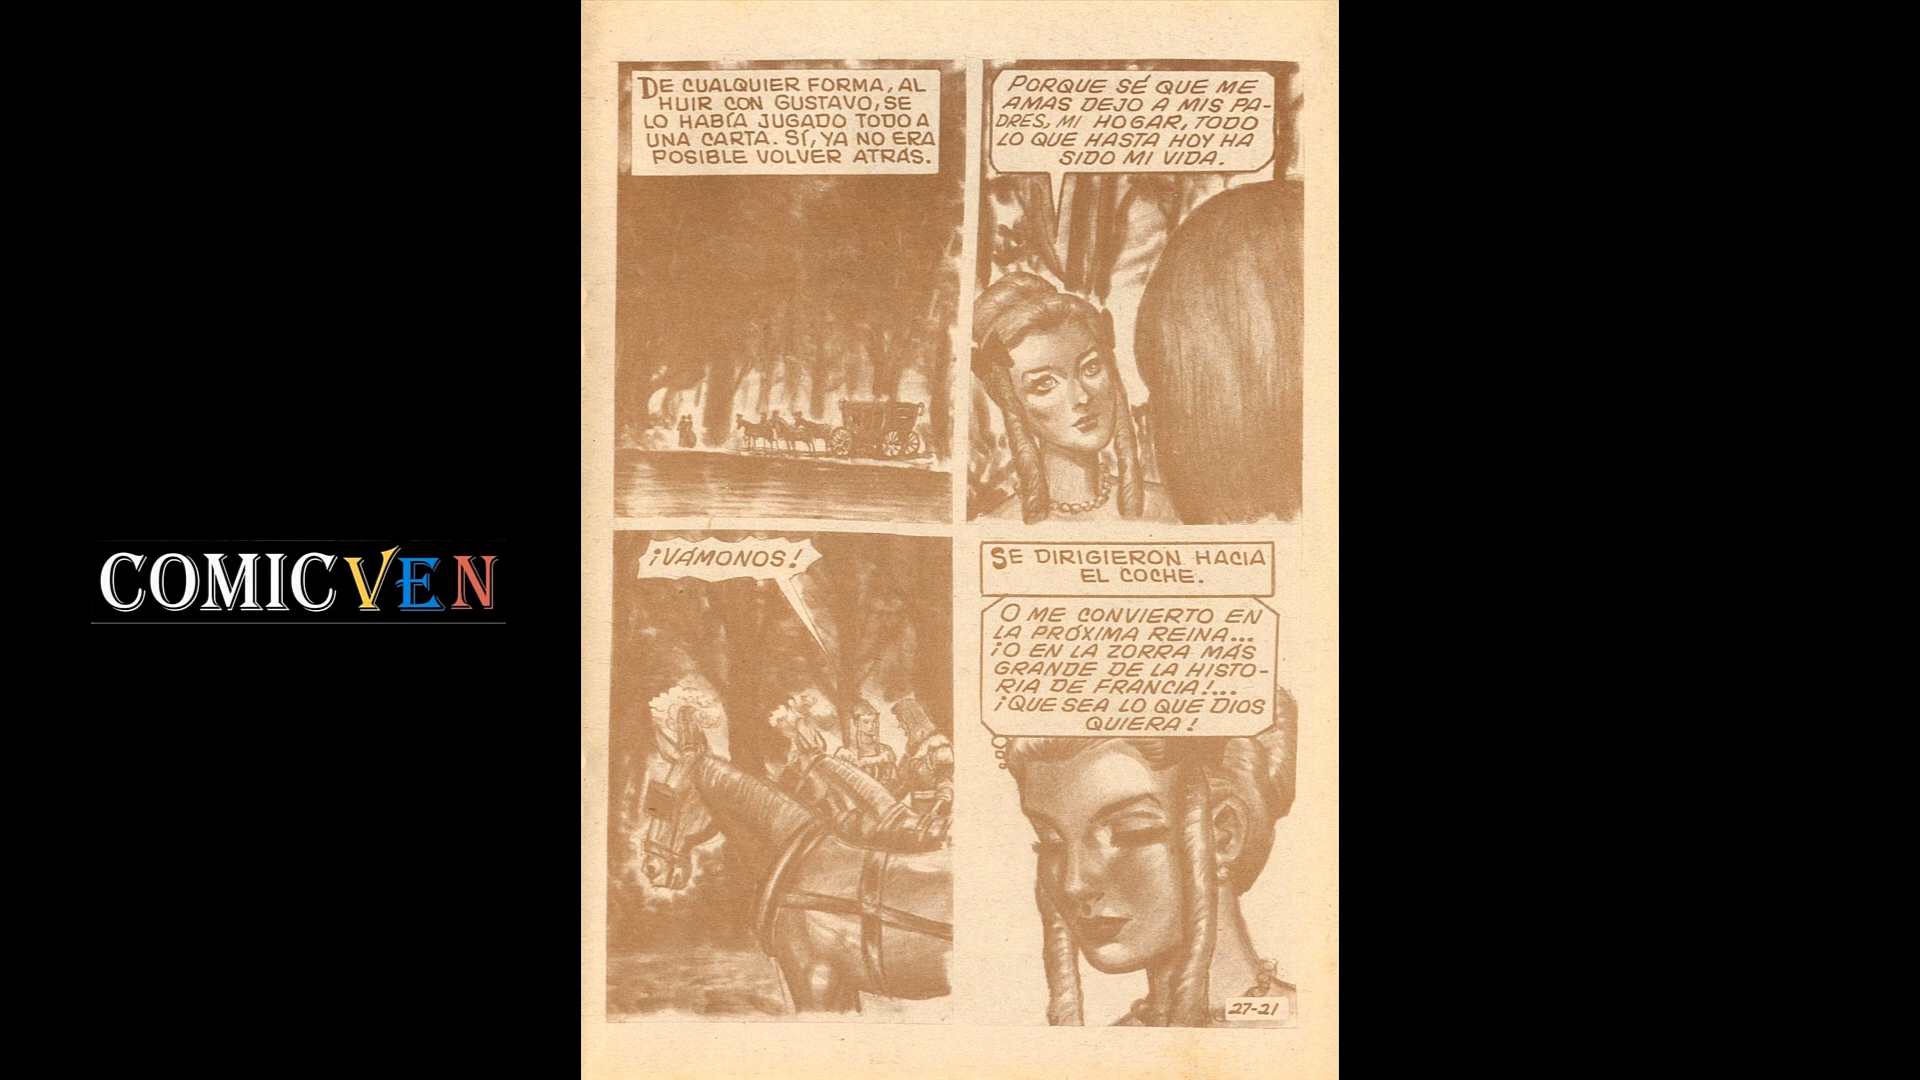 DE CUALQUIER FORMA, AL
HUIR CON GUSTAVO, SE
LO HABÍA JUGADO TODO A
UNA CARTA. SÍ, YA NO ERA
POSIBLE VOLVER ATRÁS.
PORQUE SÉ QUE ME
AMAS DEJO A MIS PA-
DRES, MI HOGAR, TODO
LO QUE HASTA HOY HA
SIDO MI VIDA.
¡VÁMONOS!
SE DIRIGIERON HACIA
EL COCHE.
O ME CONVIERTO EN
LA PRÓXIMA REINA...
¡O EN LA ZORRA MÁS
GRANDE DE LA HISTO-
RIA DE FRANCIA!...
¡QUE SEA LO QUE DIOS
QUIERA!
27-21
COMICVEN